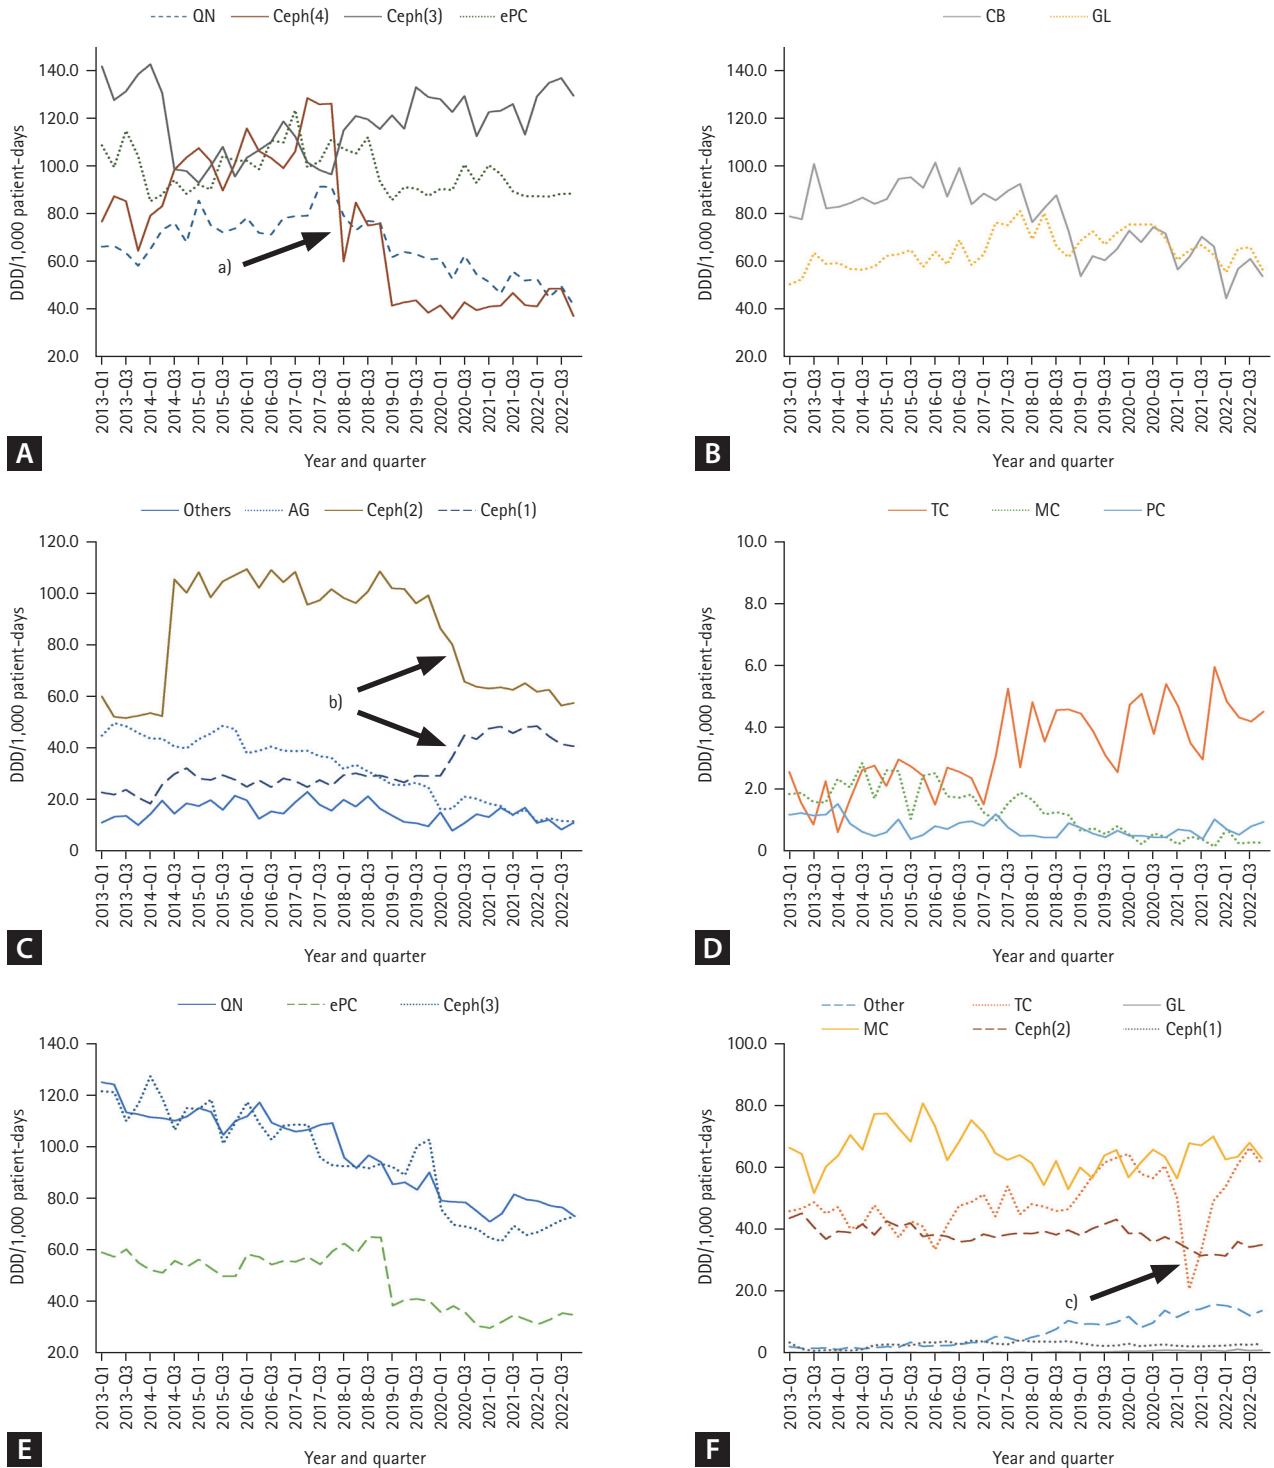 QN Ceph(4) Ceph(3) ePC
DDD/1,000 patient-days
140.0
120.0
100.0
80.0
60.0
40.0
20.0
a)
2013-Q1 2013-Q3 2014-Q1 2014-Q3 2015-Q1 2015-Q3 2016-Q1 2016-Q3 2017-Q1 2017-Q3 2018-Q1 2018-Q3 2019-Q1 2019-Q3 2020-Q1 2020-Q3 2021-Q1 2021-Q3 2022-Q1 2022-Q3
A
Year and quarter
CB GL
DDD/1,000 patient-days
140.0
120.0
100.0
80.0
60.0
40.0
20.0
2013-Q1 2013-Q3 2014-Q1 2014-Q3 2015-Q1 2015-Q3 2016-Q1 2016-Q3 2017-Q1 2017-Q3 2018-Q1 2018-Q3 2019-Q1 2019-Q3 2020-Q1 2020-Q3 2021-Q1 2021-Q3 2022-Q1 2022-Q3
B
Year and quarter
Others AG Ceph(2) Ceph(1)
DDD/1,000 patient-days
120.0
100.0
80.0
60.0
40.0
20.0
0
b)
2013-Q1 2013-Q3 2014-Q1 2014-Q3 2015-Q1 2015-Q3 2016-Q1 2016-Q3 2017-Q1 2017-Q3 2018-Q1 2018-Q3 2019-Q1 2019-Q3 2020-Q1 2020-Q3 2021-Q1 2021-Q3 2022-Q1 2022-Q3
C
Year and quarter
TC MC PC
DDD/1,000 patient-days
10.0
8.0
6.0
4.0
2.0
0
2013-Q1 2013-Q3 2014-Q1 2014-Q3 2015-Q1 2015-Q3 2016-Q1 2016-Q3 2017-Q1 2017-Q3 2018-Q1 2018-Q3 2019-Q1 2019-Q3 2020-Q1 2020-Q3 2021-Q1 2021-Q3 2022-Q1 2022-Q3
D
Year and quarter
QN ePC Ceph(3)
DDD/1,000 patient-days
140.0
120.0
100.0
80.0
60.0
40.0
20.0
2013-Q1 2013-Q3 2014-Q1 2014-Q3 2015-Q1 2015-Q3 2016-Q1 2016-Q3 2017-Q1 2017-Q3 2018-Q1 2018-Q3 2019-Q1 2019-Q3 2020-Q1 2020-Q3 2021-Q1 2021-Q3 2022-Q1 2022-Q3
E
Year and quarter
Other TC GL
MC Ceph(2) Ceph(1)
DDD/1,000 patient-days
100.0
80.0
60.0
40.0
20.0
0
c)
2013-Q1 2013-Q3 2014-Q1 2014-Q3 2015-Q1 2015-Q3 2016-Q1 2016-Q3 2017-Q1 2017-Q3 2018-Q1 2018-Q3 2019-Q1 2019-Q3 2020-Q1 2020-Q3 2021-Q1 2021-Q3 2022-Q1 2022-Q3
F
Year and quarter